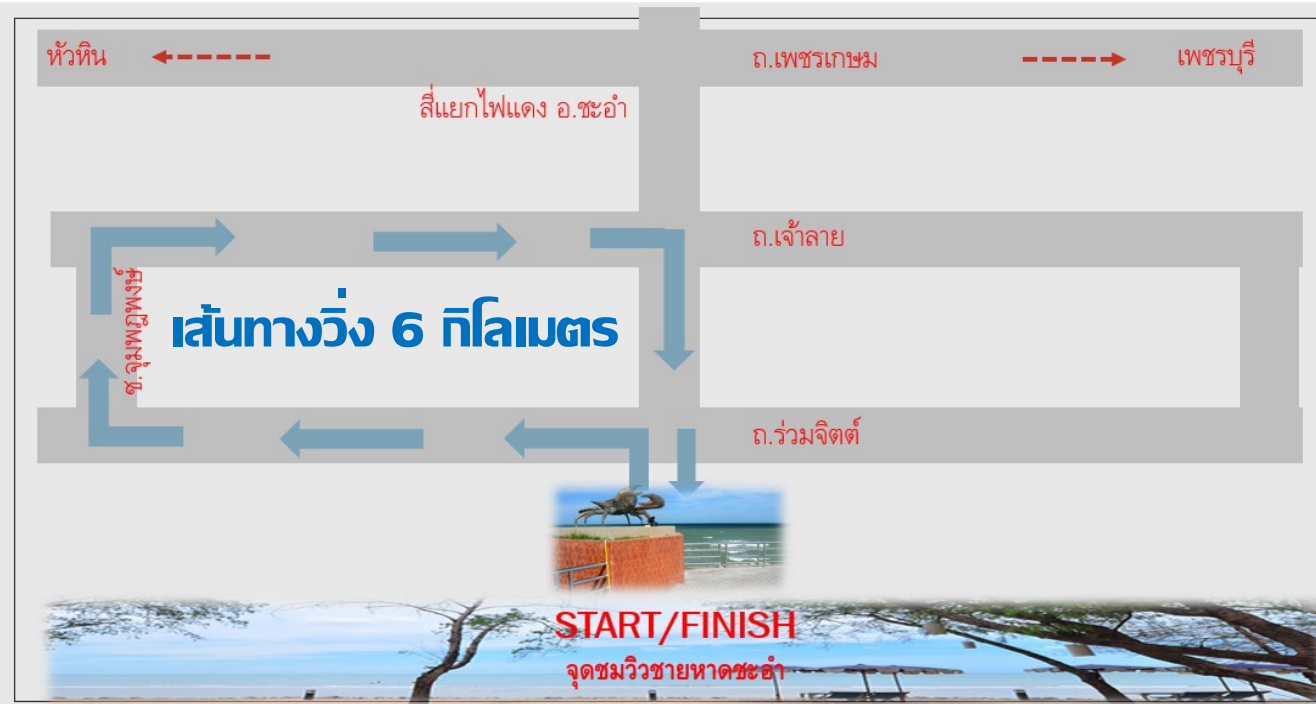 หัวหิน
ถ.เพชรเกษม
เพชรบุรี
สี่แยกไฟแดง อ.ชะอำ
ถ.เจ้าลาย
ซ.จุมพฏพงษ์
เส้นทางวิ่ง 6 กิโลเมตร
ถ.ร่วมจิตต์
START/FINISH
จุดชมวิวชายหาดชะอำ